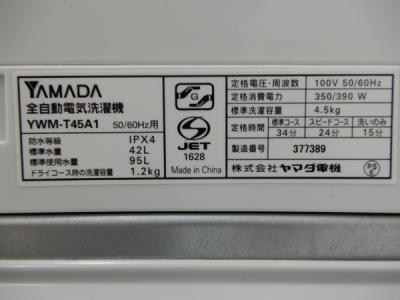 YAMADA
全自動電気洗濯機
YWM-T45A1 50/60Hz用
防水等級 IPX4
標準水量 42L
標準使用水量 95L
ドライコース時の洗濯容量 1.2kg
G
JET
1628
Made in China
定格電圧・周波数 100V 50/60Hz
定格消費電力 350/390 W
標準洗濯容量 4.5kg
定格時間 標準コース スピードコース 洗いのみ
34分 24分 15分
製造番号 377389
株式会社 ヤマダ電機
PS
E